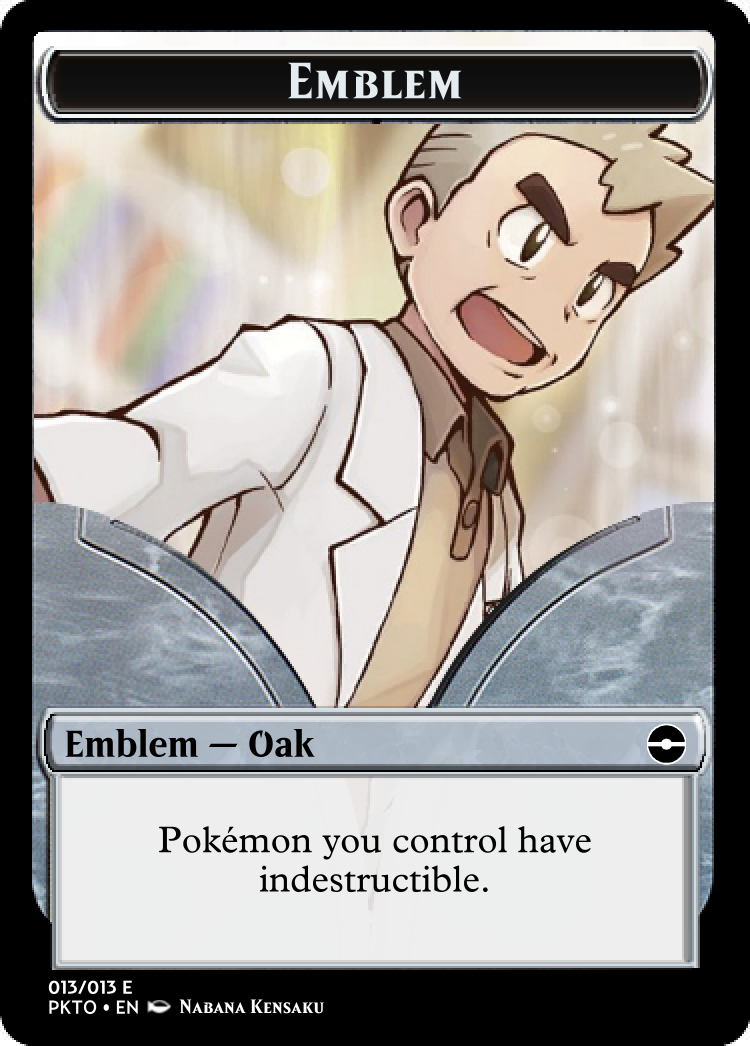 Emblem
Emblem — Oak
Pokémon you control have
indestructible.
013/013 E
PKTO • EN Nabana Kensaku